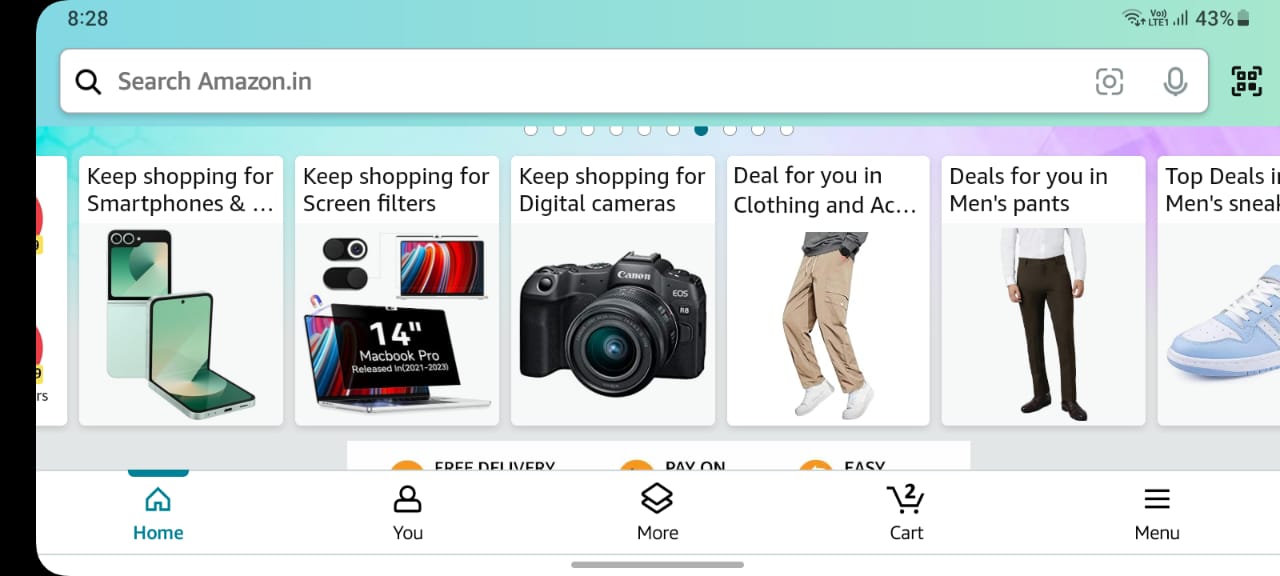 8:28
Vo))
LTE1
43%
Search Amazon.in
Keep shopping for
Smartphones & ...
Keep shopping for
Screen filters
14"
Macbook Pro
Released In(2021-2023)
Keep shopping for
Digital cameras
Canon
EOS
R8
Deal for you in
Clothing and Ac...
Deals for you in
Men's pants
Top Deals i
Men's sneak
9
9
rs
FREE DELIVERY
PAY ON
EASY
Home
You
More
2
Cart
Menu